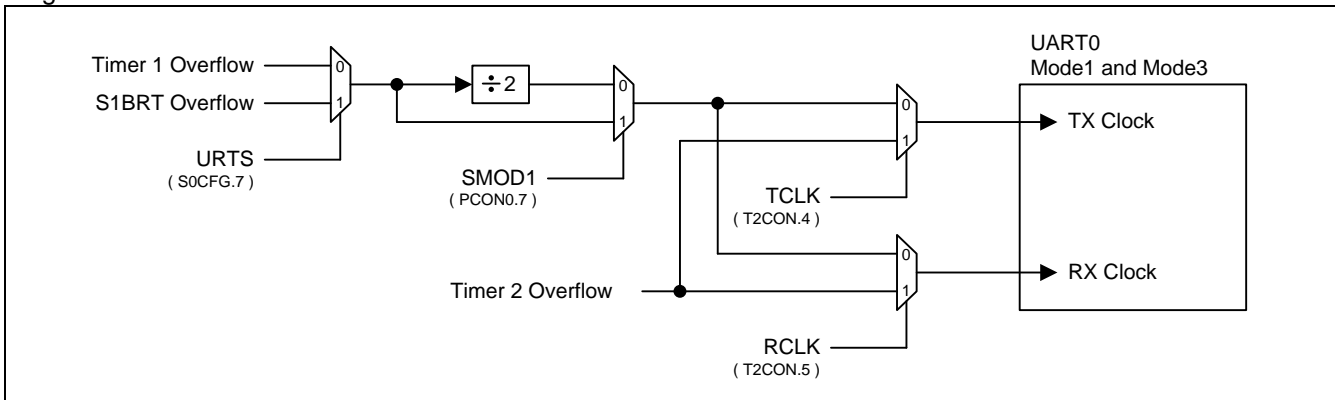 UART0
Mode1 and Mode3
Timer 1 Overflow
0
S1BRT Overflow
1
÷2
0
1
URTS
( S0CFG.7 )
SMOD1
( PCON0.7 )
0
1
TX Clock
TCLK
( T2CON.4 )
0
1
RX Clock
Timer 2 Overflow
RCLK
( T2CON.5 )